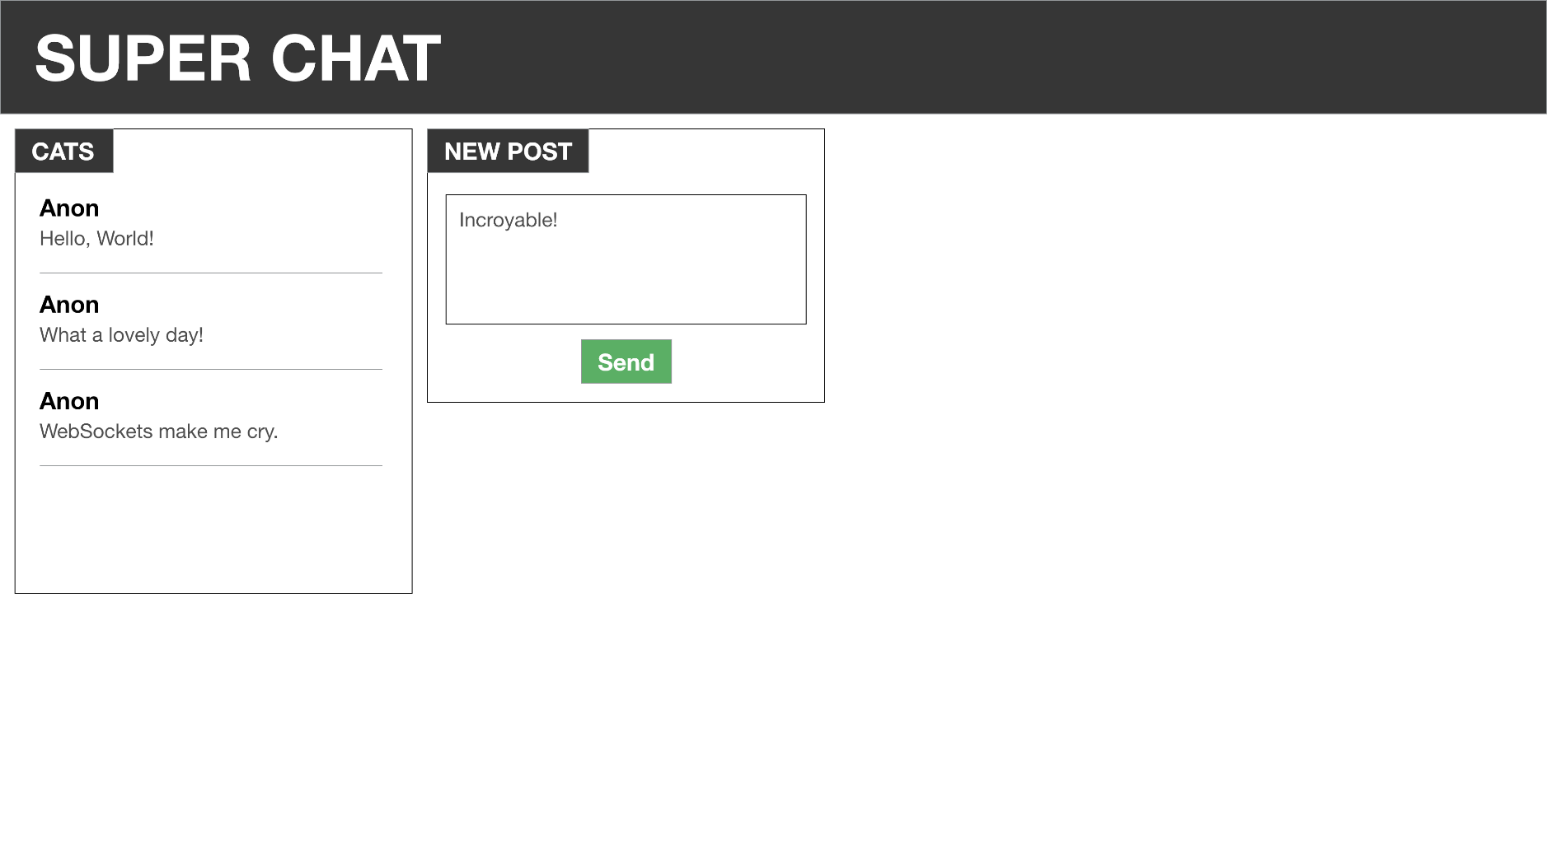 SUPER CHAT
CATS
Anon
Hello, World!
Anon
What a lovely day!
Anon
WebSockets make me cry.
NEW POST
Incroyable!
Send